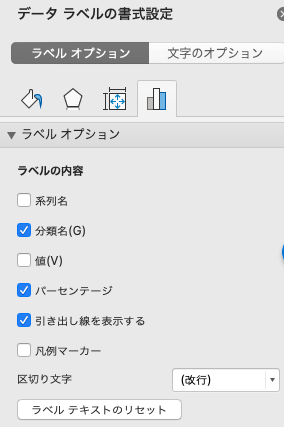 データ ラベルの書式設定
ラベル オプション
文字のオプション
ラベル オプション
ラベルの内容
系列名
分類名(G)
値(V)
パーセンテージ
引き出し線を表示する
凡例マーカー
区切り文字
(改行)
ラベル テキストのリセット